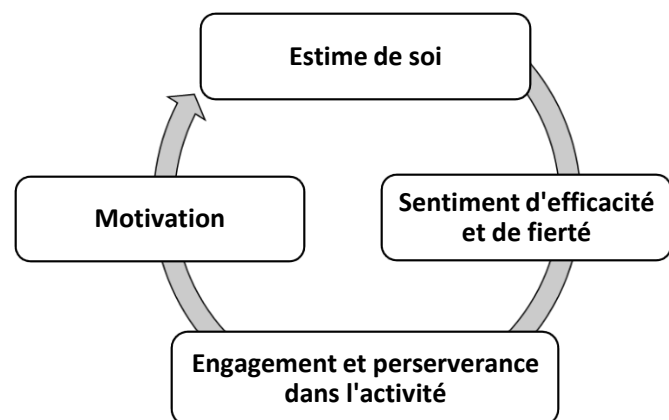 Estime de soi
Sentiment d'efficacité
et de fierté
Motivation
Engagement et perserverance
dans l'activité